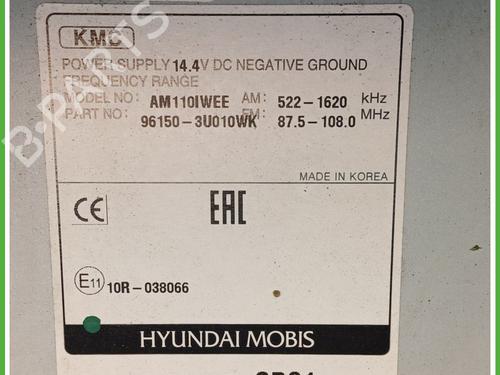 KMC
POWER SUPPLY 14.4V DC NEGATIVE GROUND
FREQUENCY RANGE
MODEL NO: AM110IWEE AM: 522-1620 kHz
PART NO: 96150-3U010WK FM: 87.5-108.0 MHz
MADE IN KOREA
CE EAC
E11 10R-038066
HYUNDAI MOBIS
B-PARTS